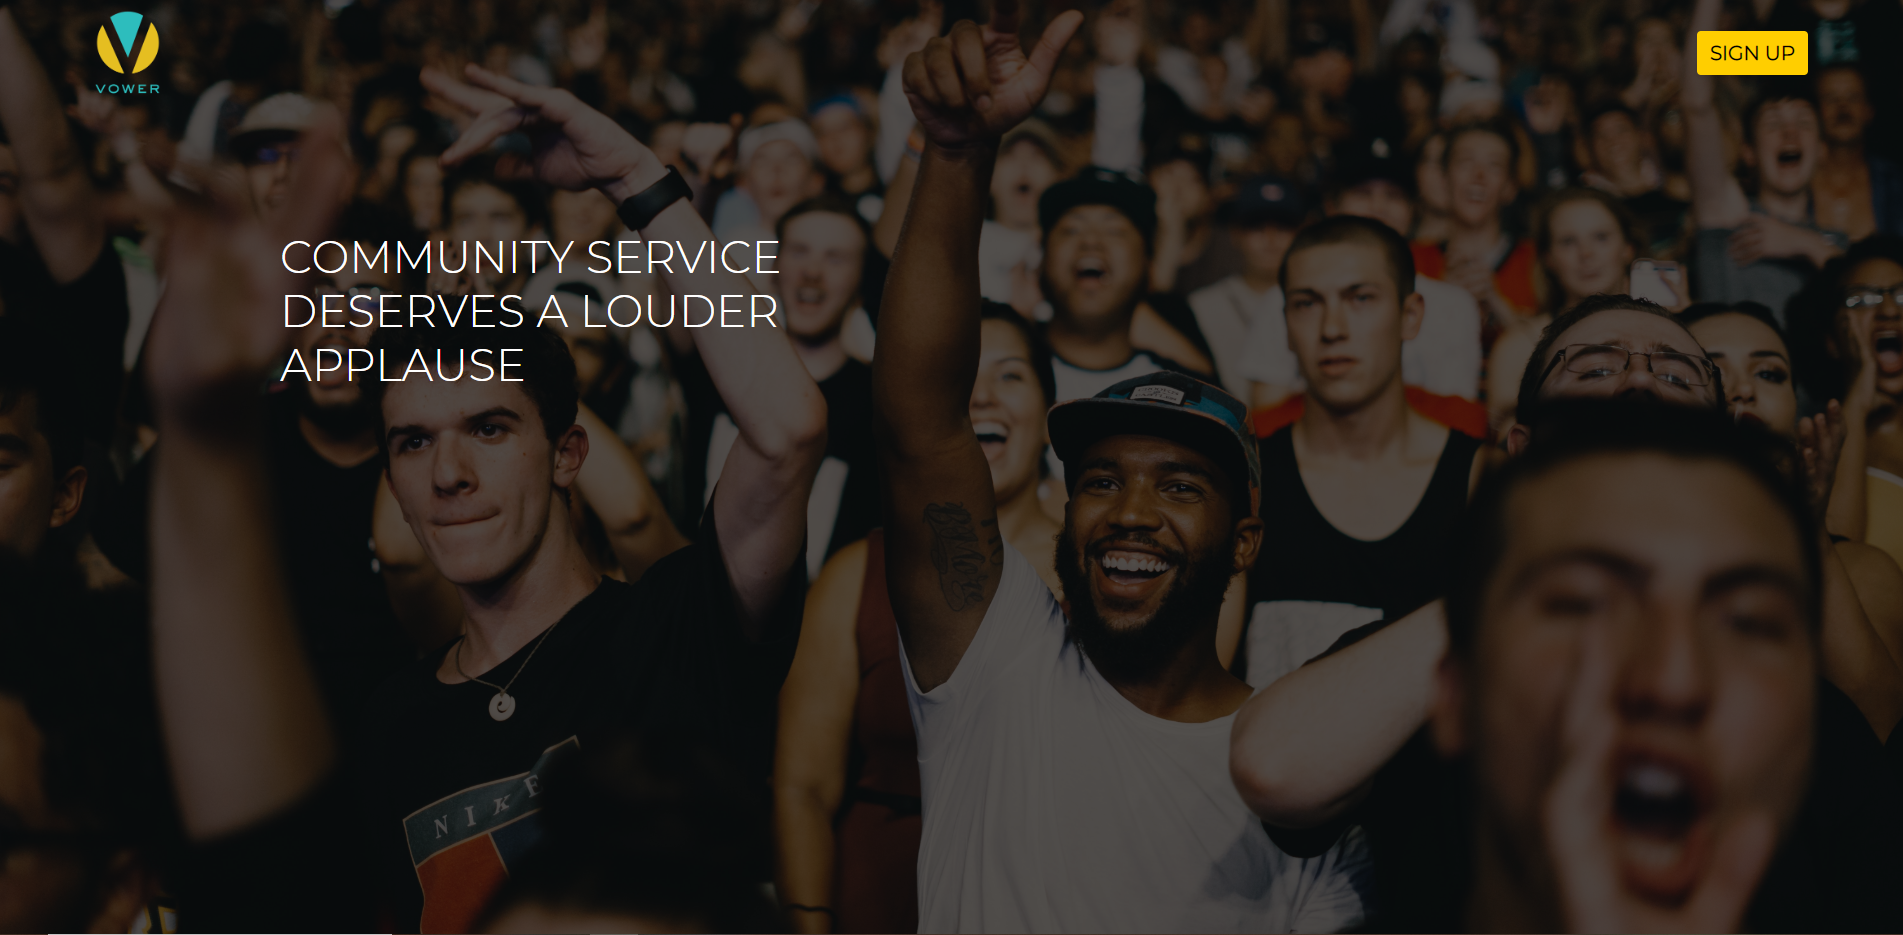 VOWER
SIGN UP
COMMUNITY SERVICE
DESERVES A LOUDER
APPLAUSE
NIKE